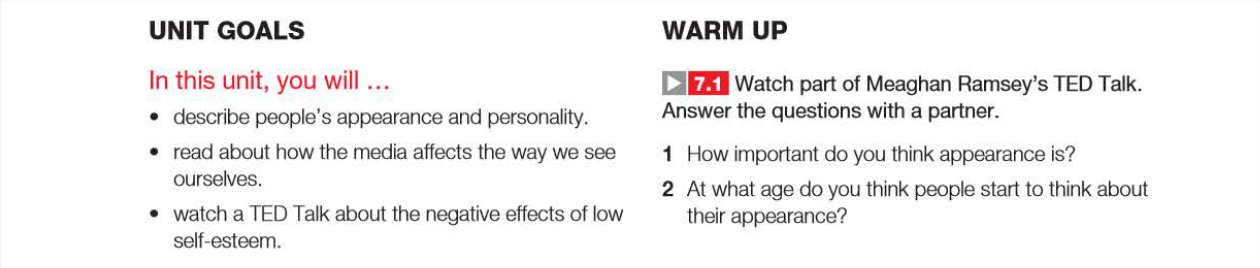 UNIT GOALS
In this unit, you will ...
• describe people's appearance and personality.
• read about how the media affects the way we see
ourselves.
• watch a TED Talk about the negative effects of low
self-esteem.
WARM UP
7.1 Watch part of Meaghan Ramsey's TED Talk.
Answer the questions with a partner.
1 How important do you think appearance is?
2 At what age do you think people start to think about
their appearance?